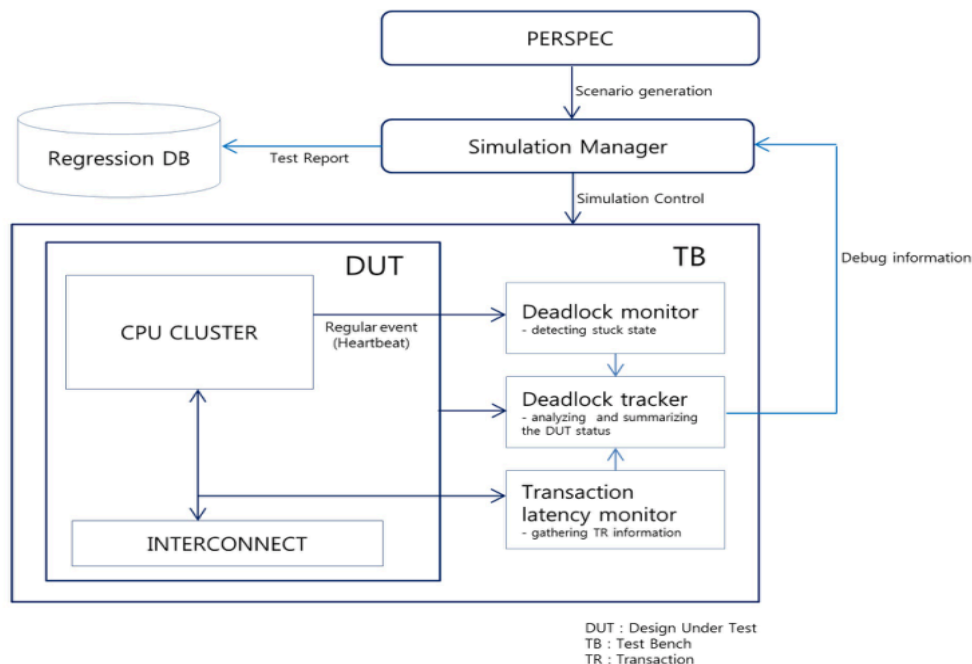 PERSPEC
Scenario generation
Regression DB
Test Report
Simulation Manager
Simulation Control
Debug information
DUT
TB
CPU CLUSTER
Regular event
(Heartbeat)
Deadlock monitor
- detecting stuck state
Deadlock tracker
- analyzing and summarizing
the DUT status
Transaction
latency monitor
- gathering TR information
INTERCONNECT
DUT : Design Under Test
TB : Test Bench
TR : Transaction